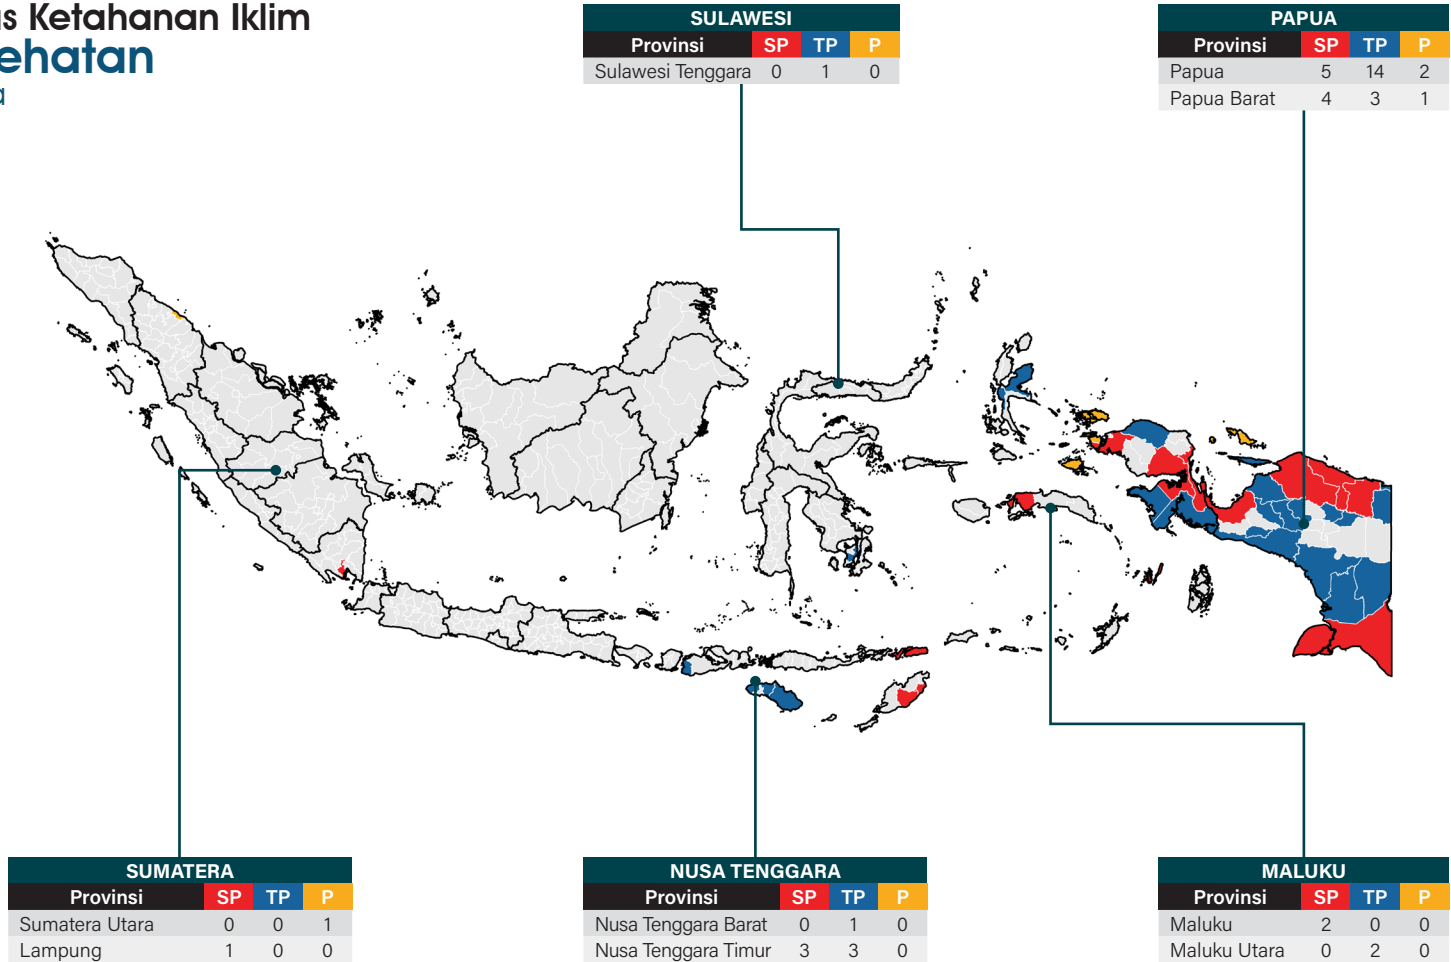 Ketahanan Iklim
SULAWESI
Provinsi SP TP P
Sulawesi Tenggara 0 1 0
PAPUA
Provinsi SP TP P
Papua 5 14 2
Papua Barat 4 3 1
SUMATERA
Provinsi SP TP P
Sumatera Utara 0 0 1
Lampung 1 0 0
NUSA TENGGARA
Provinsi SP TP P
Nusa Tenggara Barat 0 1 0
Nusa Tenggara Timur 3 3 0
MALUKU
Provinsi SP TP P
Maluku 2 0 0
Maluku Utara 0 2 0